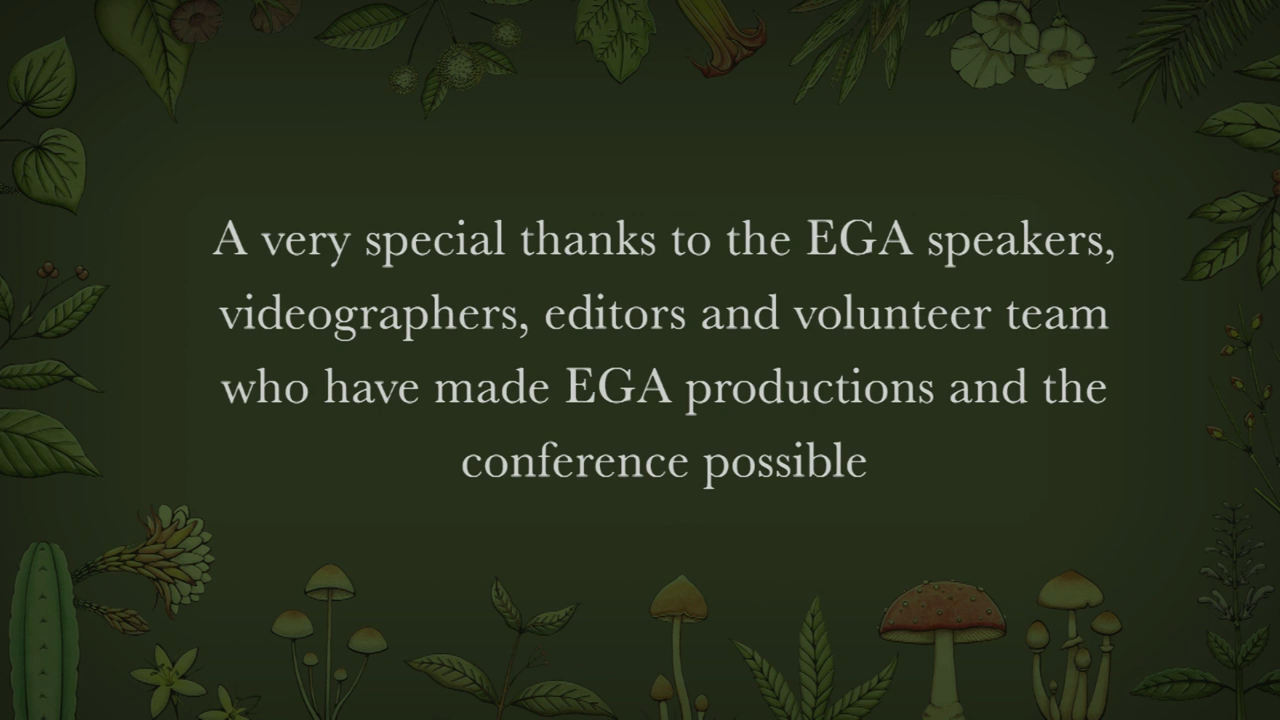 A very special thanks to the EGA speakers,
videographers, editors and volunteer team
who have made EGA productions and the
conference possible